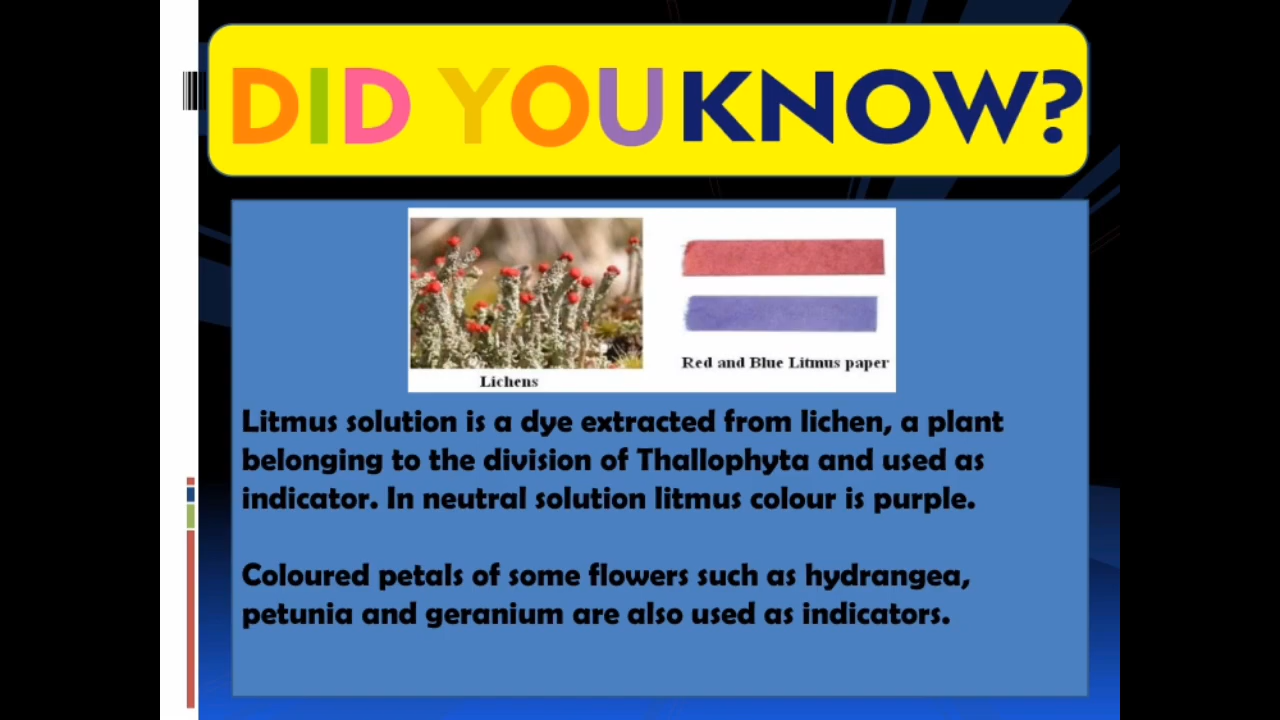 DID YOU KNOW?
Lichens
Red and Blue Litmus paper
Litmus solution is a dye extracted from lichen, a plant
belonging to the division of Thallophyta and used as
indicator. In neutral solution litmus colour is purple.
Coloured petals of some flowers such as hydrangea,
petunia and geranium are also used as indicators.